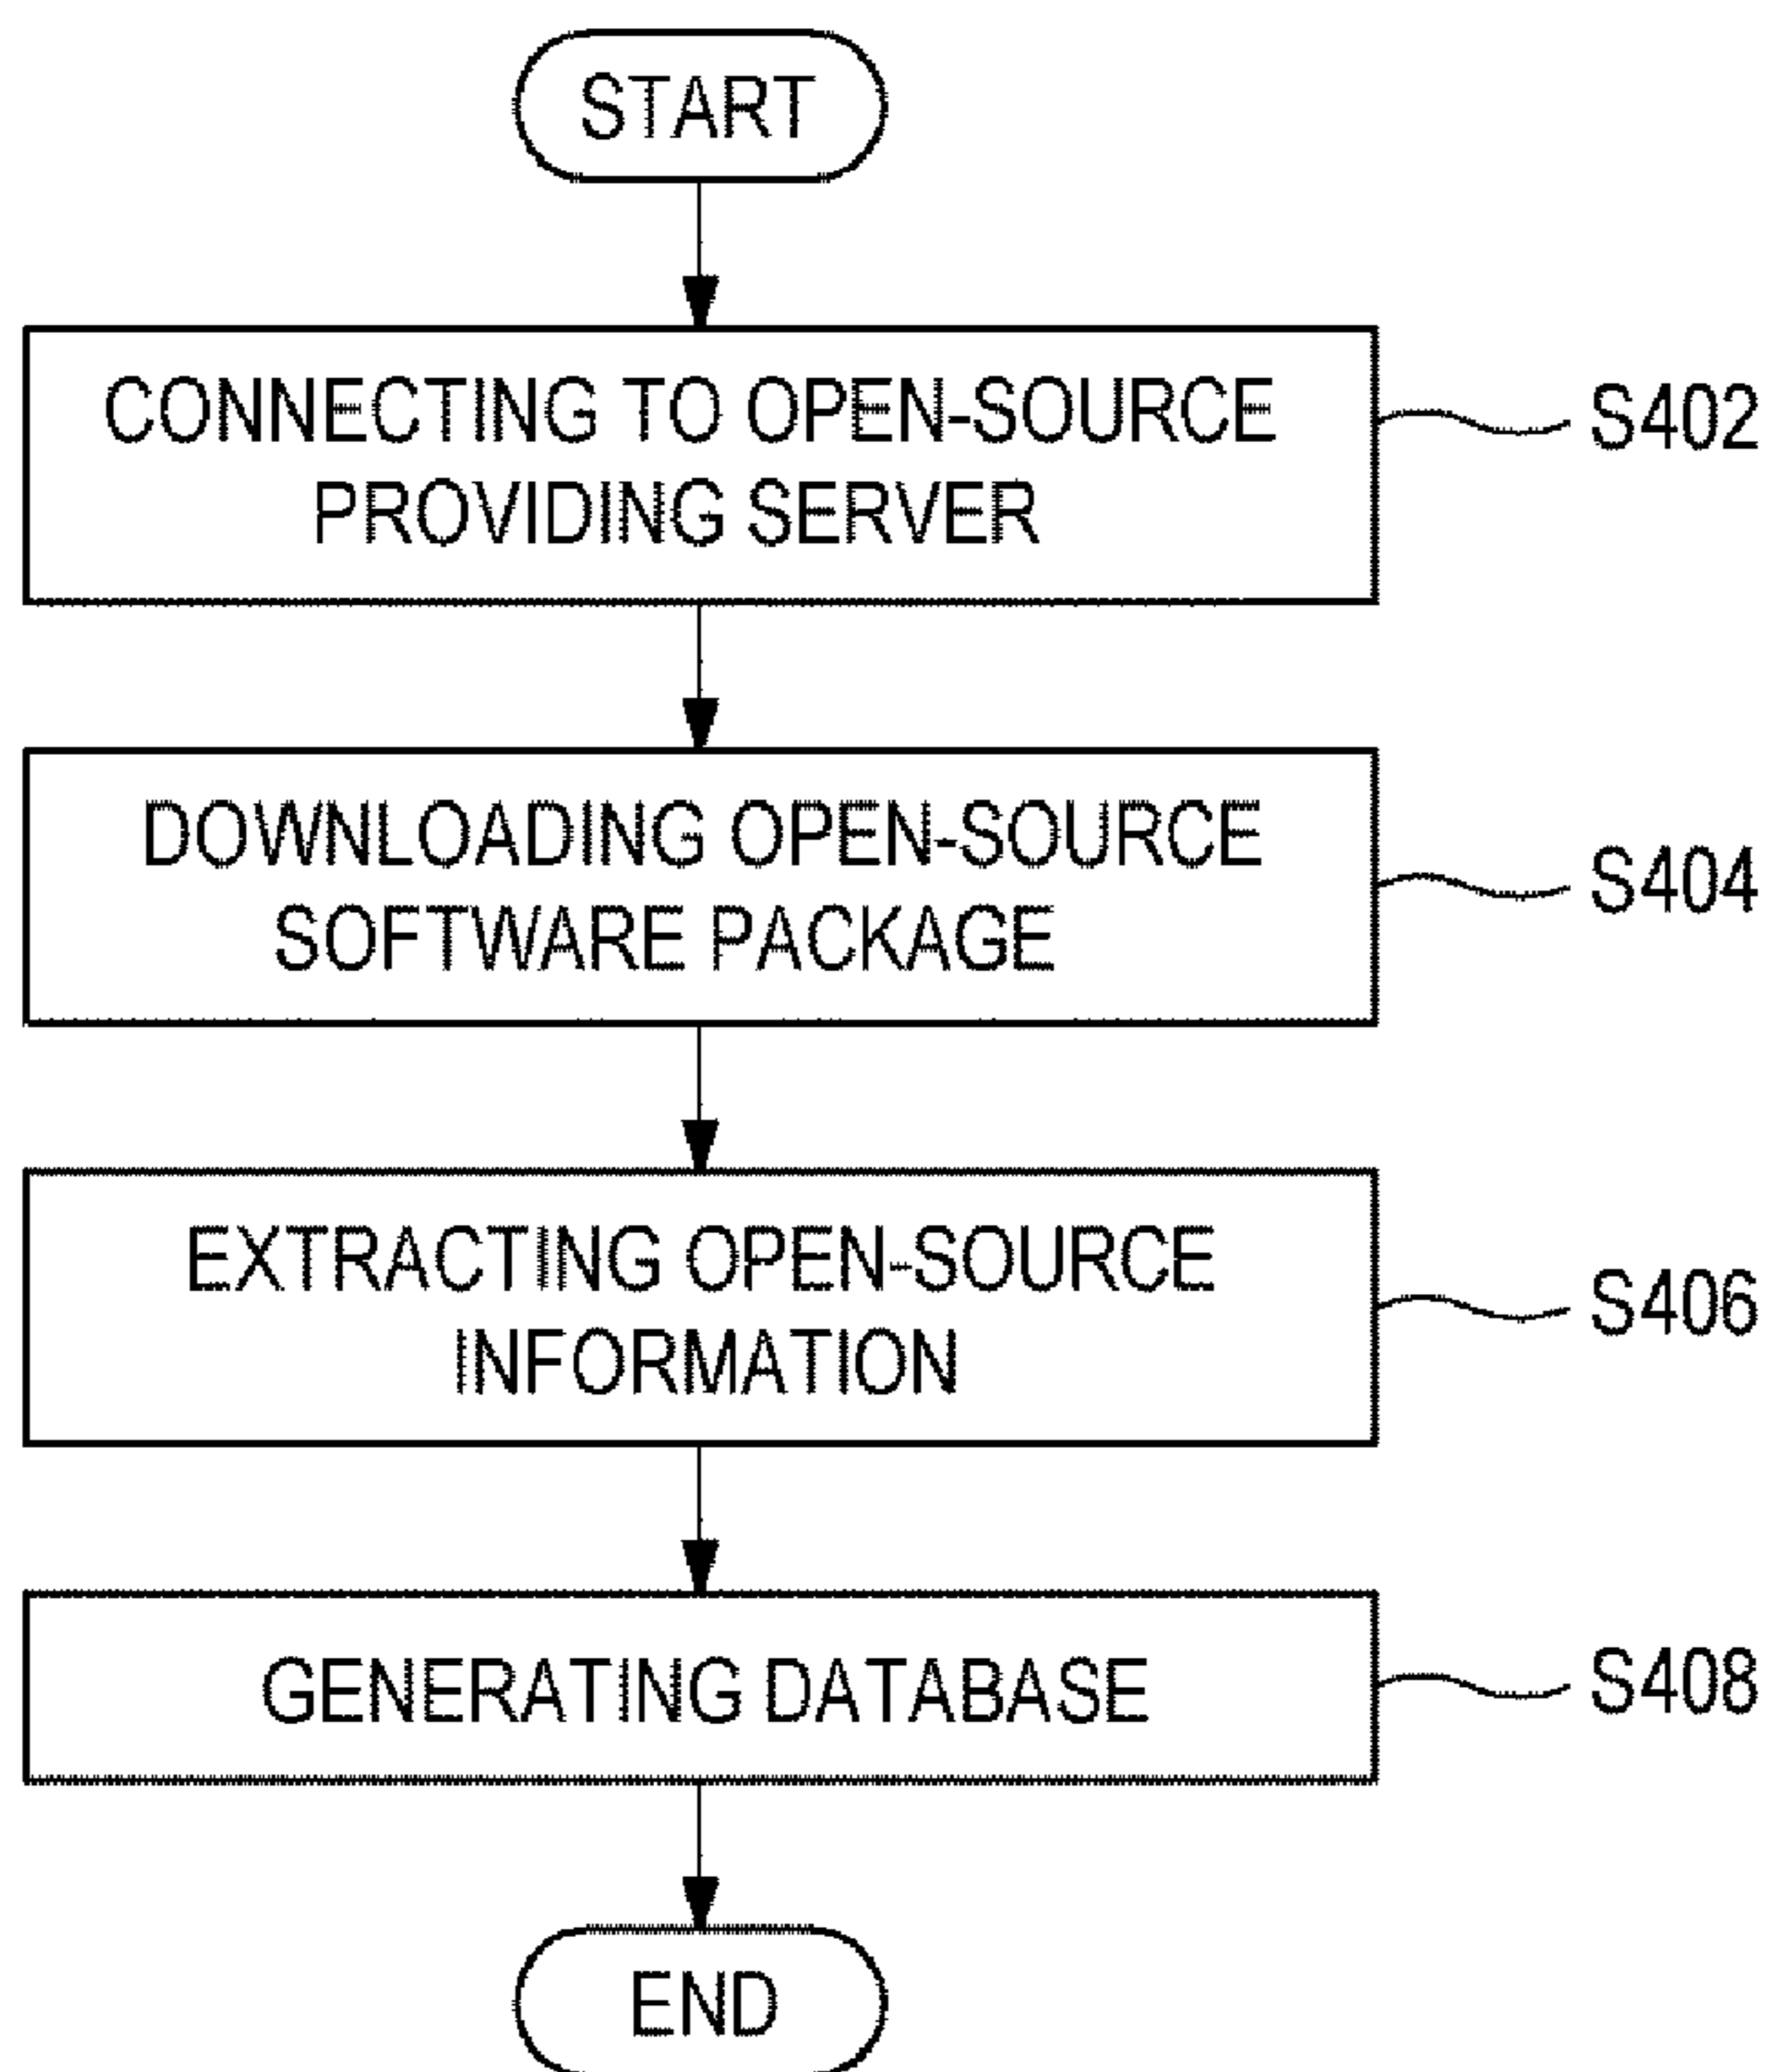 START
CONNECTING TO OPEN-SOURCE
PROVIDING SERVER
S402
DOWNLOADING OPEN-SOURCE
SOFTWARE PACKAGE
S404
EXTRACTING OPEN-SOURCE
INFORMATION
S406
GENERATING DATABASE
S408
END